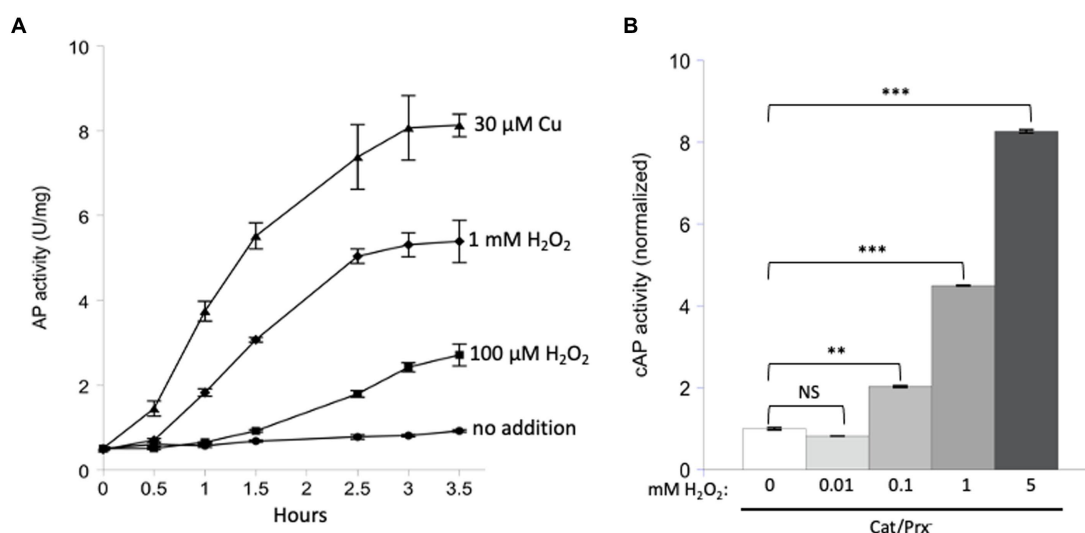 A
AP activity (U/mg)
10
8
6
4
2
0
30 µM Cu
1 mM H₂O₂
100 µM H₂O₂
no addition
0 0.5 1 1.5 2 2.5 3 3.5
Hours
B
cAP activity (normalized)
10
8
6
4
2
0
***
***
**
NS
mM H₂O₂: 0 0.01 0.1 1 5
Cat/Prx⁻